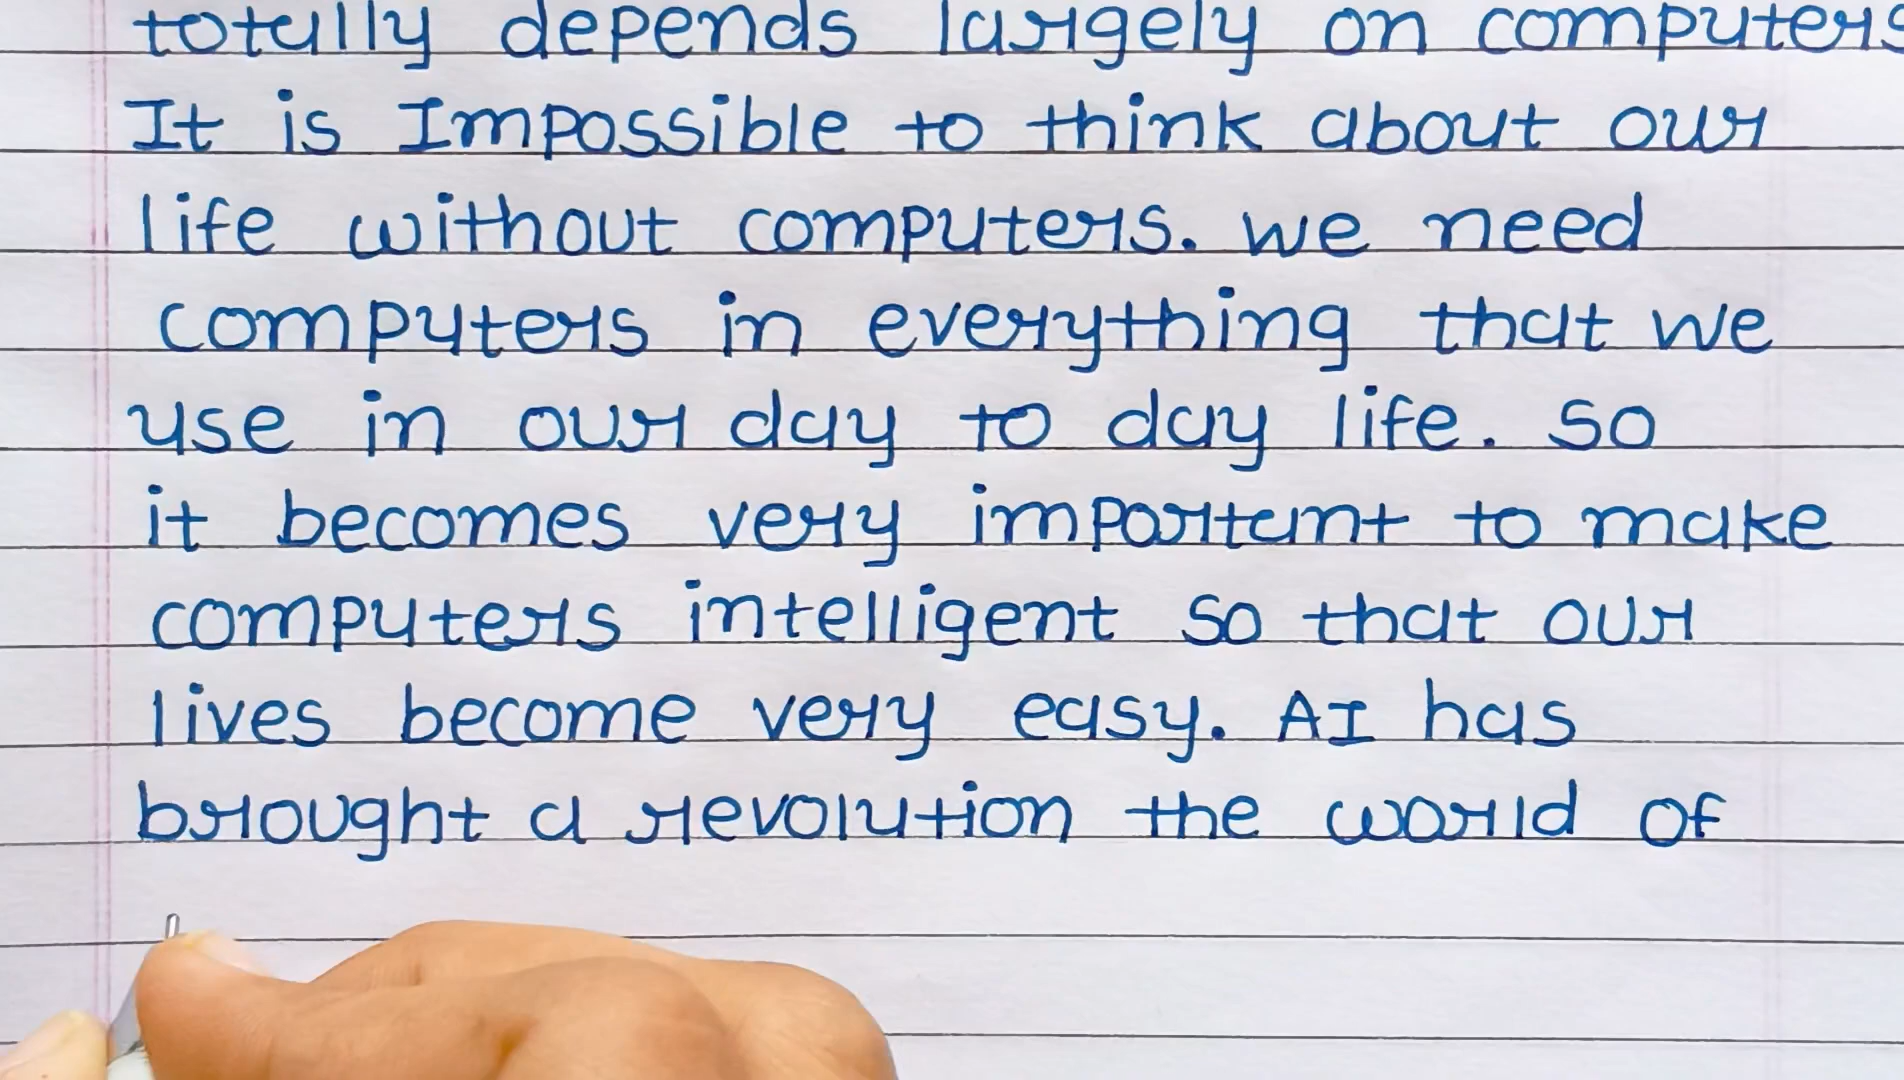 totally depends largely on computers
It is Impossible to think about our
life without computers. we need
computers in everything that we
use in our day to day life. so
it becomes very important to make
computers intelligent so that our
lives become very easy. AI has
brought a revolution the world of